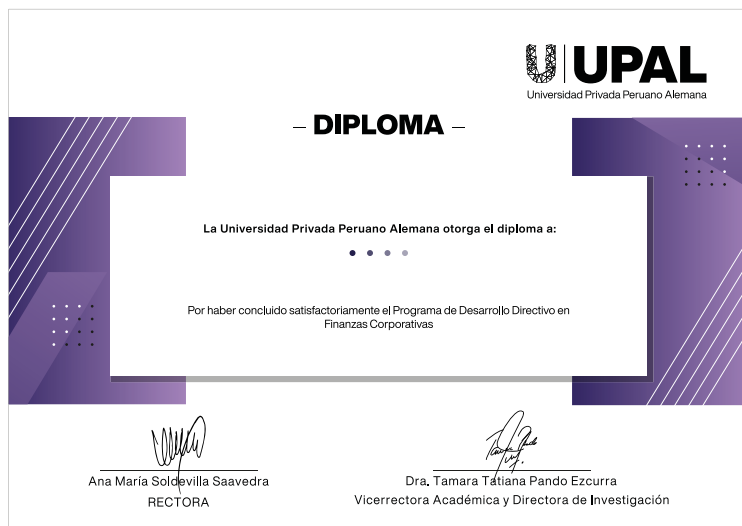 UPAL
Universidad Privada Peruano Alemana
DIPLOMA
La Universidad Privada Peruano Alemana otorga el diploma a:
Por haber concluido satisfactoriamente el Programa de Desarrollo Directivo en
Finanzas Corporativas
Ana María Soldevilla Saavedra
RECTORA
Dra. Tamara Tatiana Pando Ezcurra
Vicerrectora Académica y Directora de Investigación